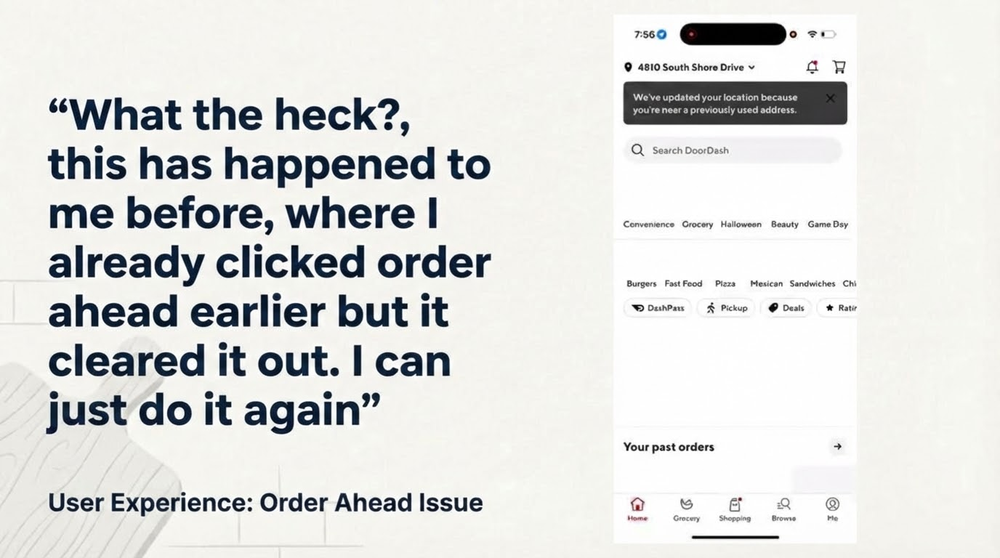 “What the heck?,
this has happened to
me before, where I
already clicked order
ahead earlier but it
cleared it out. I can
just do it again”
User Experience: Order Ahead Issue
7:56
4810 South Shore Drive
We've updated your location because
you're neer a previously used address.
Search DoorDash
Convenience Grocery Halloween Beauty Game Dsy
Burgers Fast Food Pizza Mesican Sandwiches Chi
DashPass Pickup Deals Ratir
Your past orders
Home Grocery Shopping Browse Me